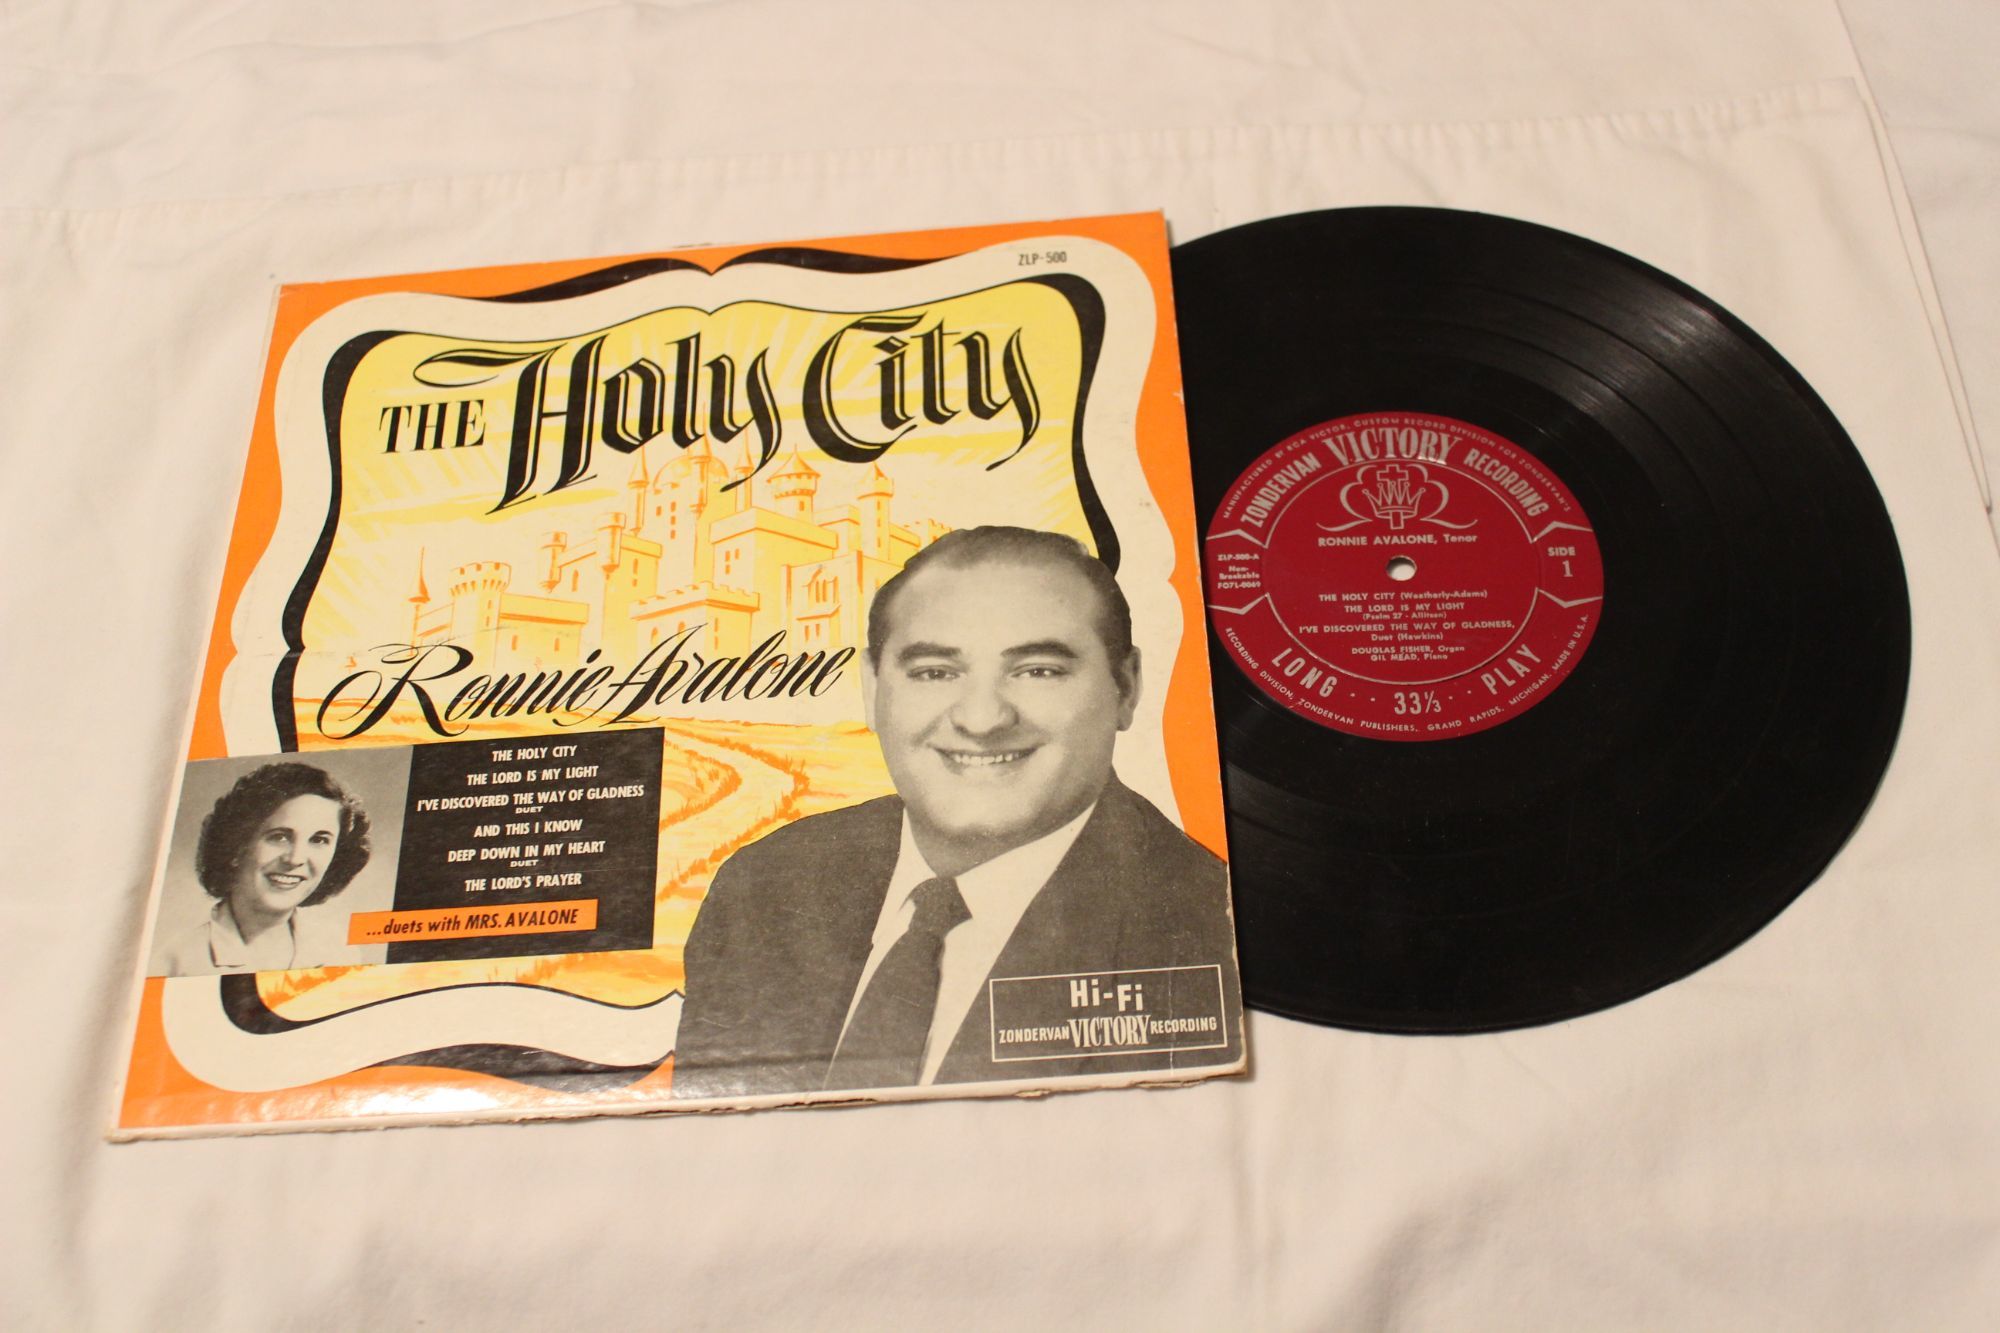 ZLP-500
THE Holy City
Ronnie Avalone
THE HOLY CITY
THE LORD IS MY LIGHT
I'VE DISCOVERED THE WAY OF GLADNESS
DUET
AND THIS I KNOW
DEEP DOWN IN MY HEART
DUET
THE LORD'S PRAYER
...duets with MRS. AVALONE
Hi-Fi
ZONDERVAN VICTORY RECORDING
MANUFACTURED BY RCA VICTOR, CUSTOM RECORD DIVISION FOR ZONDERVAN'S
ZONDERVAN VICTORY RECORDING
RONNIE AVALONE, Tenor
ZLP-500-A
Non-
Breakable
FO7L-0069
SIDE
1
THE HOLY CITY (Weatherly-Adams)
THE LORD IS MY LIGHT
(Psalm 27 - Allitsen)
I'VE DISCOVERED THE WAY OF GLADNESS,
Duet (Hawkins)
DOUGLAS FISHER, Organ
GIL MEAD, Piano
LONG 33⅓ PLAY
RECORDING DIVISION, ZONDERVAN PUBLISHERS, GRAND RAPIDS, MICHIGAN, MADE IN U.S.A.